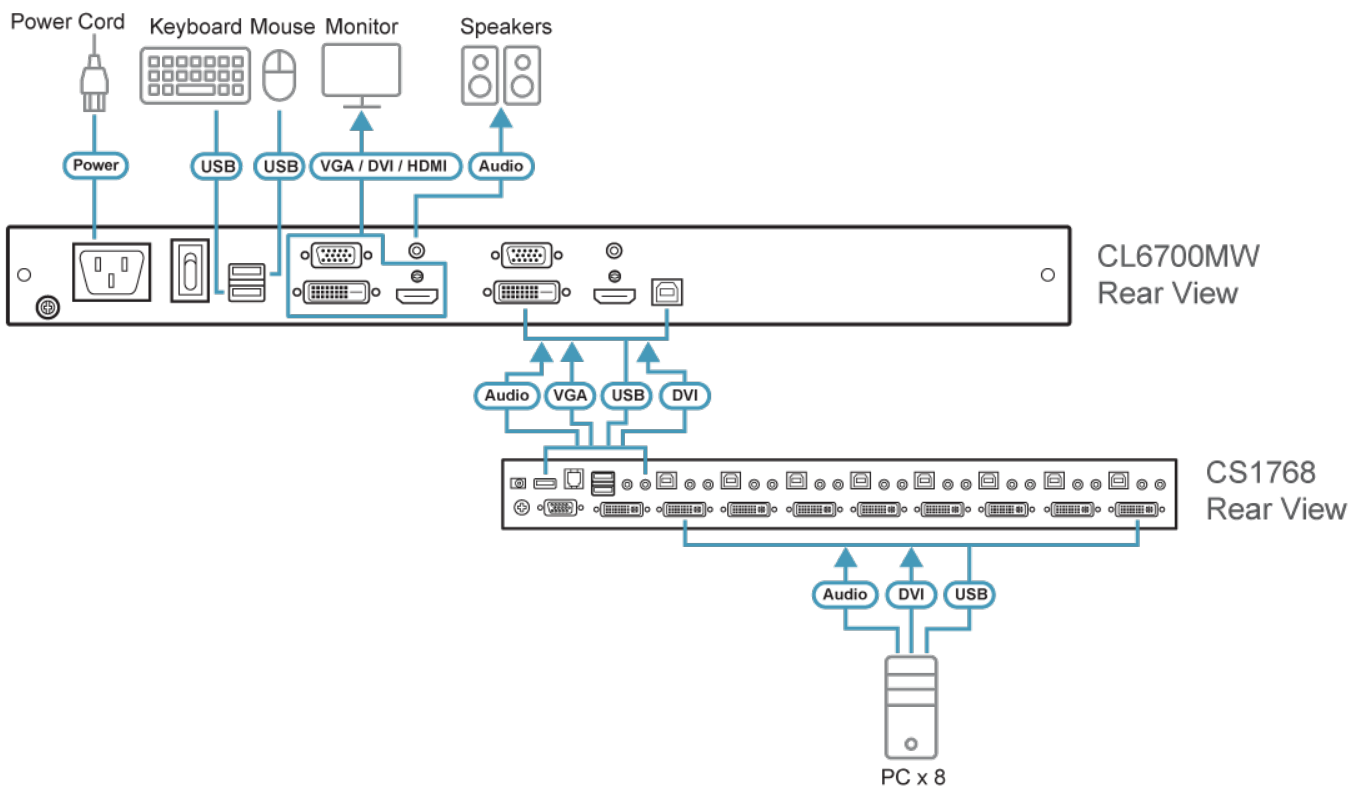 Power Cord
Keyboard
Mouse
Monitor
Speakers
Power
USB
USB
VGA / DVI / HDMI
Audio
CL6700MW
Rear View
Audio
VGA
USB
DVI
CS1768
Rear View
Audio
DVI
USB
PC x 8